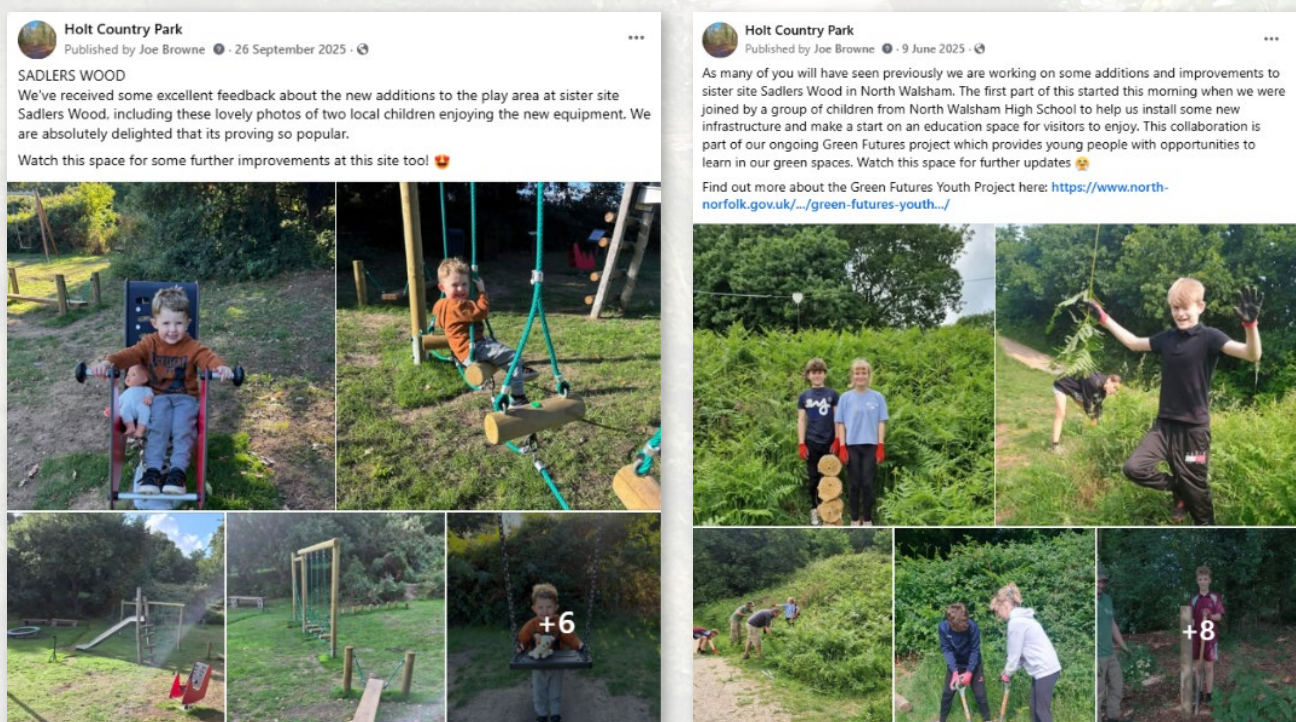 Holt Country Park
Published by Joe Browne · 26 September 2025 ·
SADLERS WOOD
We've received some excellent feedback about the new additions to the play area at sister site
Sadlers Wood, including these lovely photos of two local children enjoying the new equipment. We
are absolutely delighted that its proving so popular.
Watch this space for some further improvements at this site too! 😍
+6
Holt Country Park
Published by Joe Browne · 9 June 2025 ·
As many of you will have seen previously we are working on some additions and improvements to
sister site Sadlers Wood in North Walsham. The first part of this started this morning when we were
joined by a group of children from North Walsham High School to help us install some new
infrastructure and make a start on an education space for visitors to enjoy. This collaboration is
part of our ongoing Green Futures project which provides young people with opportunities to
learn in our green spaces. Watch this space for further updates
Find out more about the Green Futures Youth Project here: https://www.north-
norfolk.gov.uk/.../green-futures-youth.../
+8